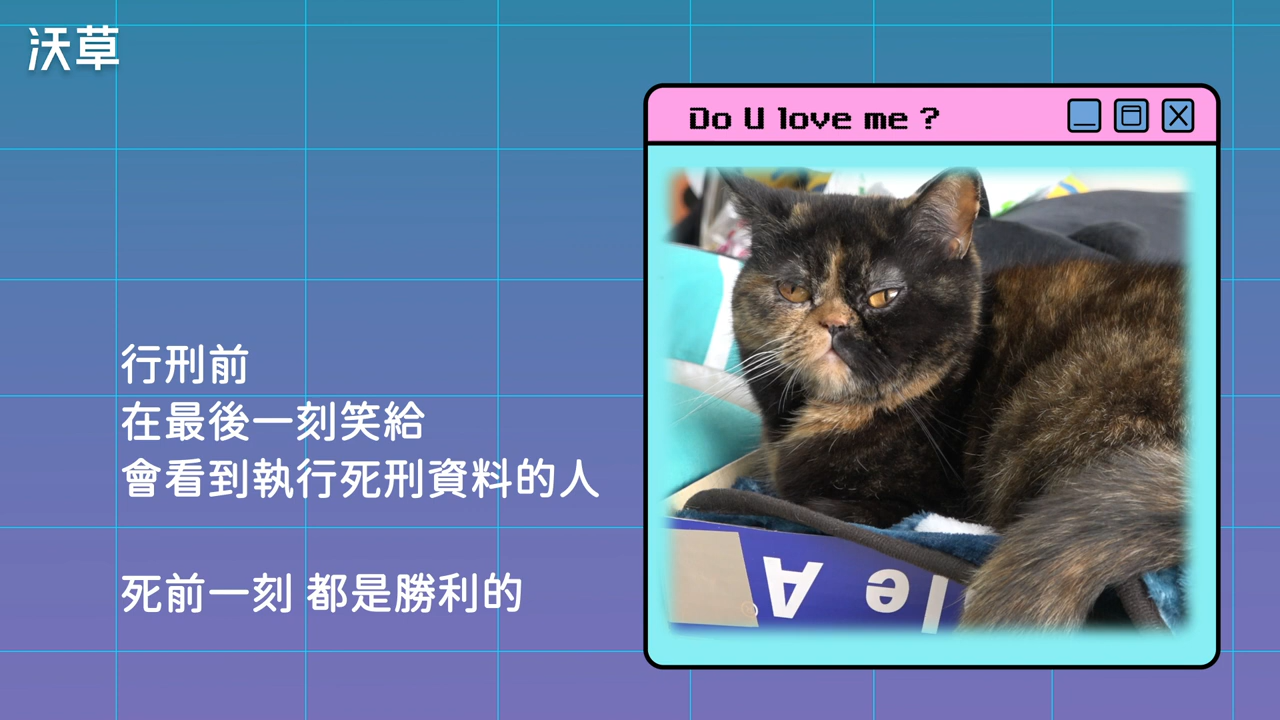 沃草
Do U love me ?
行刑前
在最後一刻笑給
會看到執行死刑資料的人
死前一刻 都是勝利的
le A